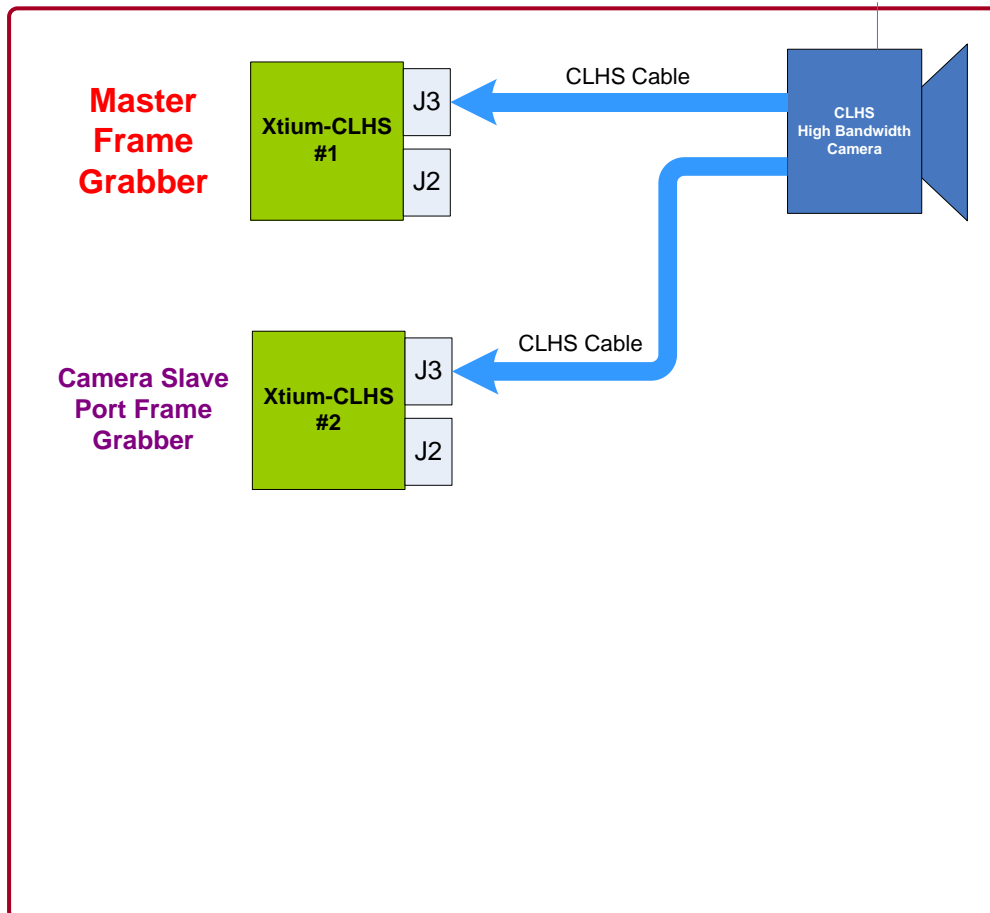 Master
Frame
Grabber
Xtium-CLHS
#1
J3
J2
CLHS Cable
CLHS
High Bandwidth
Camera
Camera Slave
Port Frame
Grabber
Xtium-CLHS
#2
J3
J2
CLHS Cable